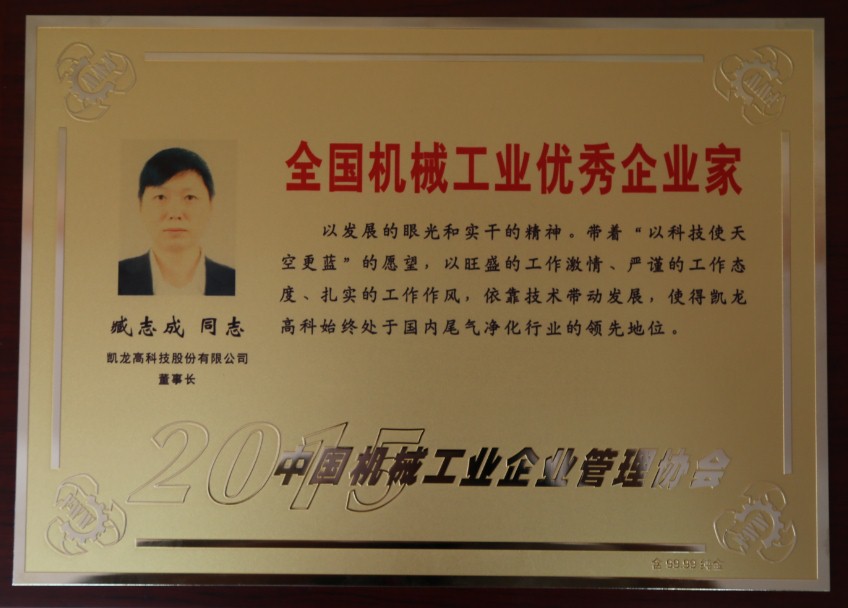 全国机械工业优秀企业家
以发展的眼光和实干的精神。带着“以科技使天
空更蓝”的愿望，以旺盛的工作激情、严谨的工作态
度、扎实的工作作风，依靠技术带动发展，使得凯龙
高科始终处于国内尾气净化行业的领先地位。
臧志成 同志
凯龙高科技股份有限公司
董事长
2015
中国机械工业企业管理协会
99.99